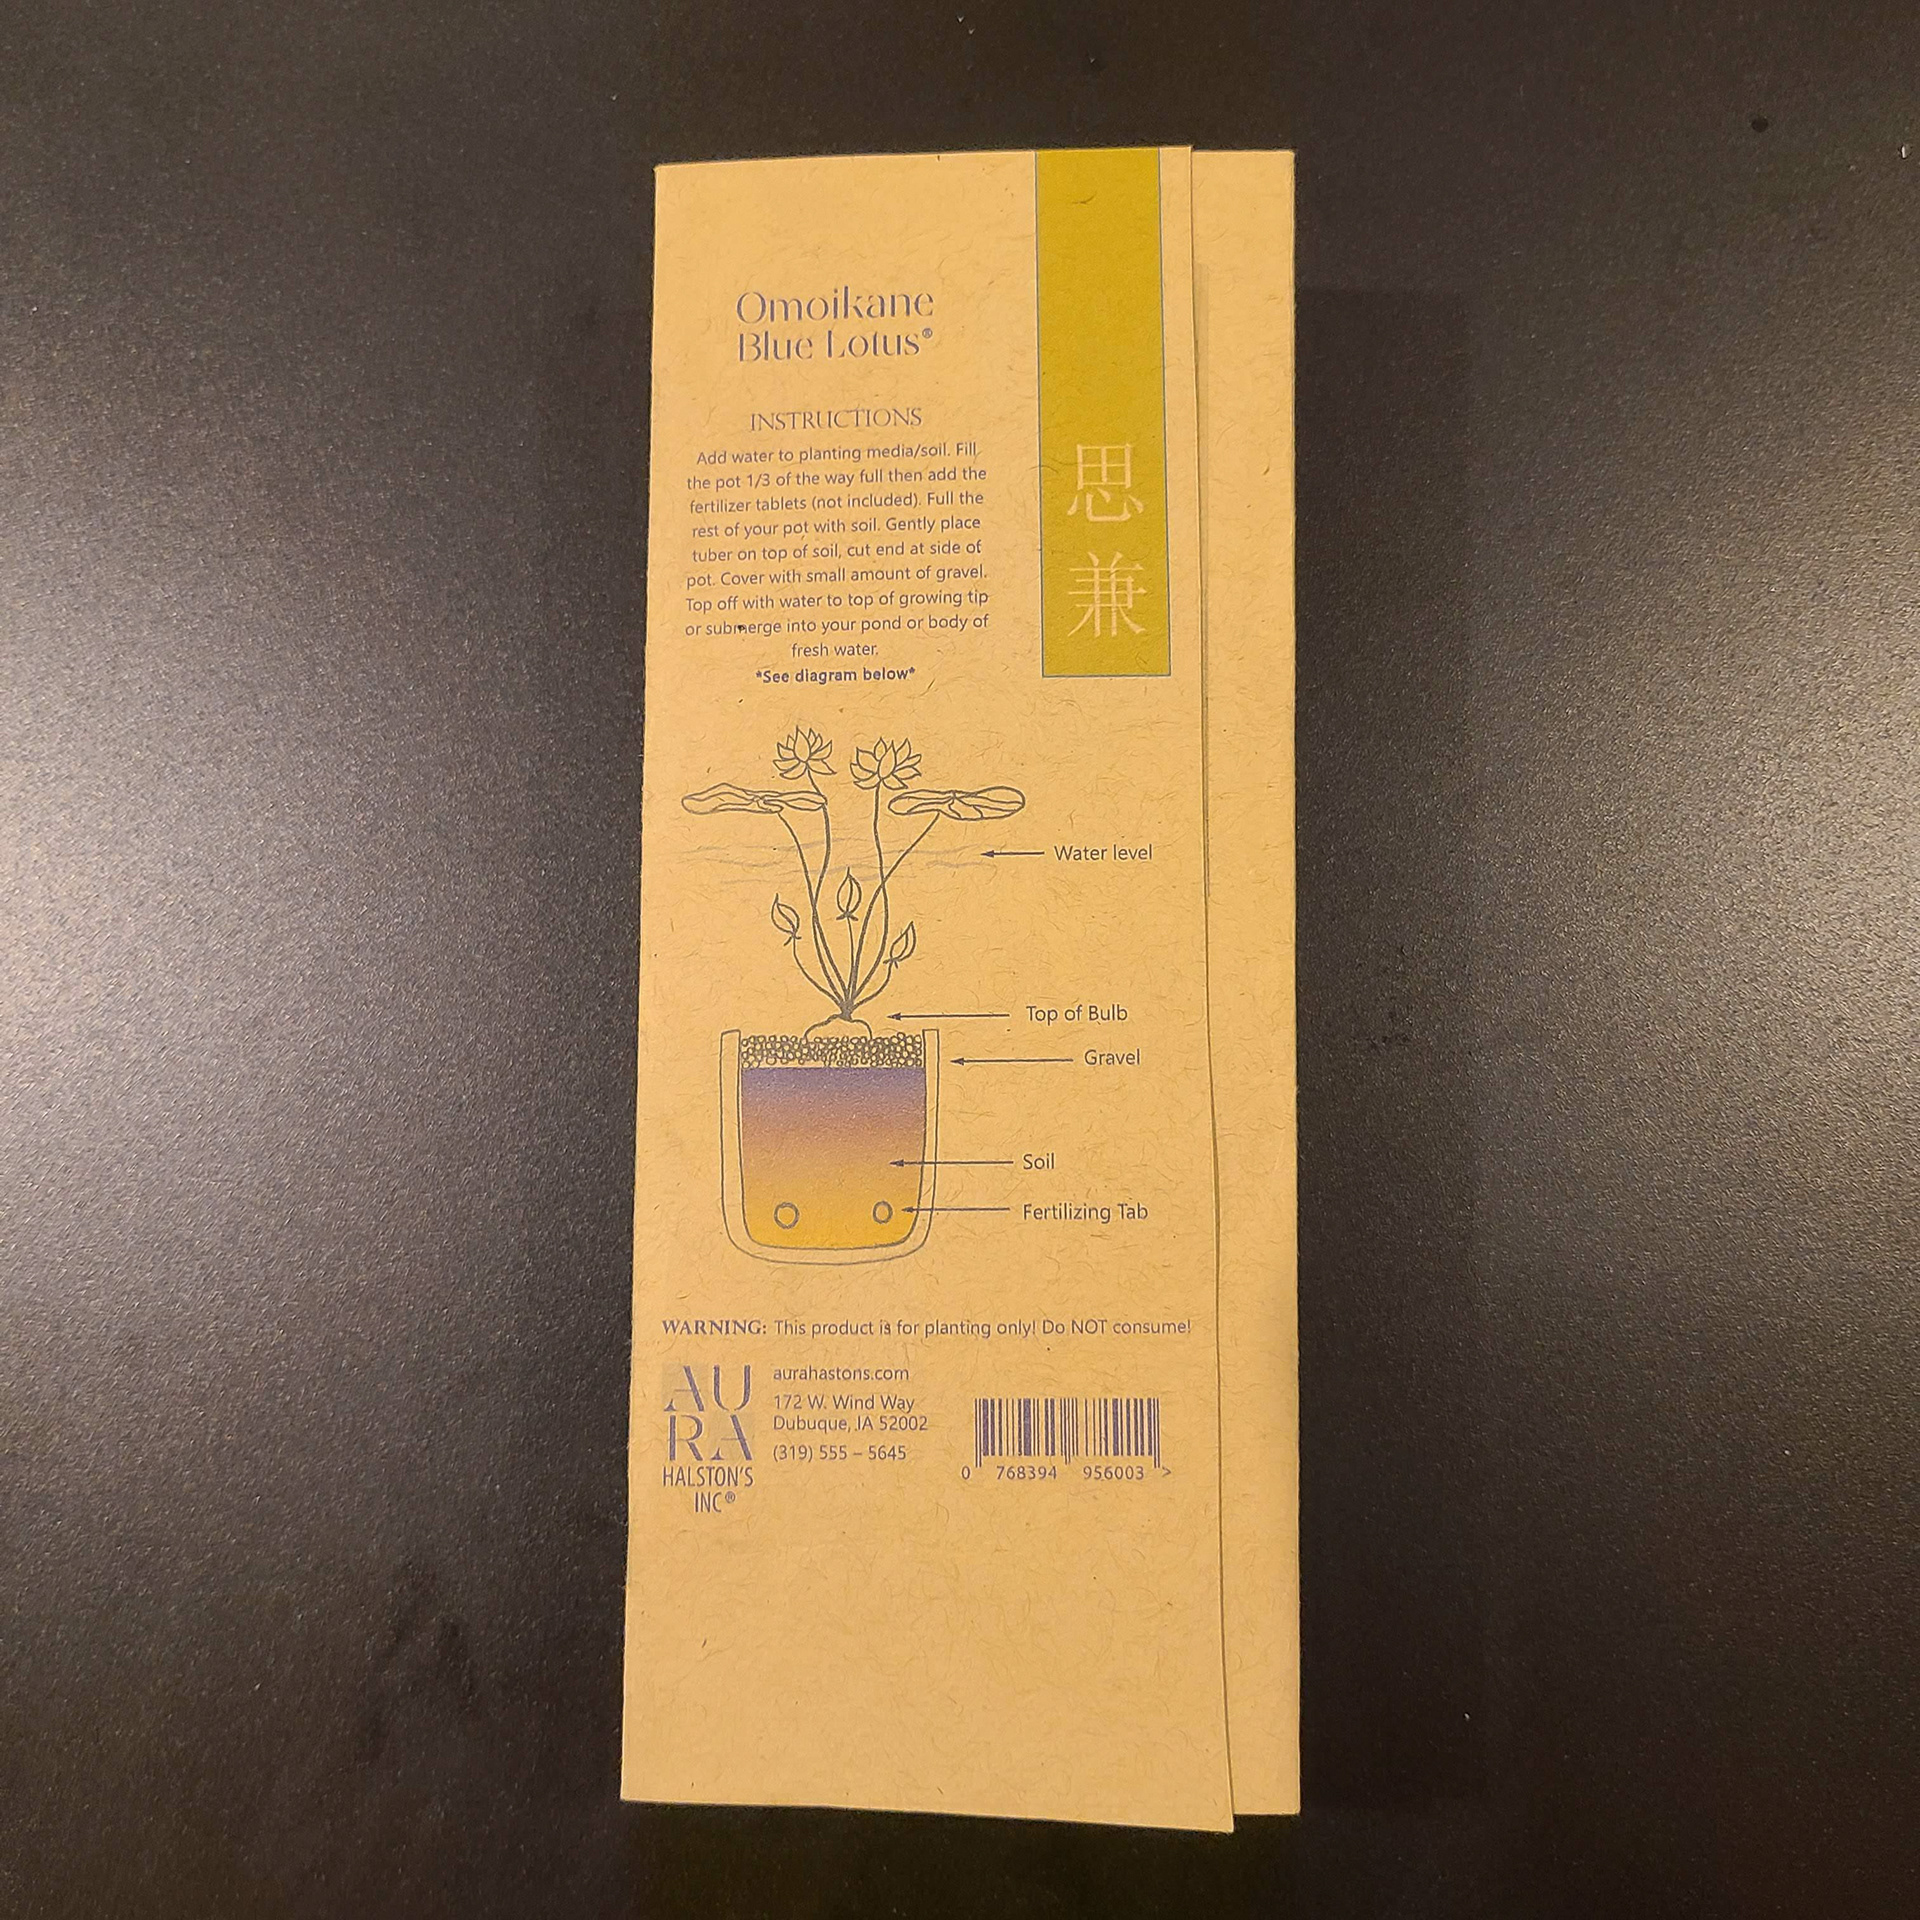 Omoikane
Blue Lotus®
INSTRUCTIONS
Add water to planting media/soil. Fill
the pot 1/3 of the way full then add the
fertilizer tablets (not included). Full the
rest of your pot with soil. Gently place
tuber on top of soil, cut end at side of
pot. Cover with small amount of gravel.
Top off with water to top of growing tip
or submerge into your pond or body of
fresh water.
*See diagram below*
思
兼
Water level
Top of Bulb
Gravel
Soil
Fertilizing Tab
WARNING: This product is for planting only! Do NOT consume!
AU
RA
HALSTON'S
INC®
aurahastons.com
172 W. Wind Way
Dubuque, IA 52002
(319) 555 – 5645
0 768394 956003 >